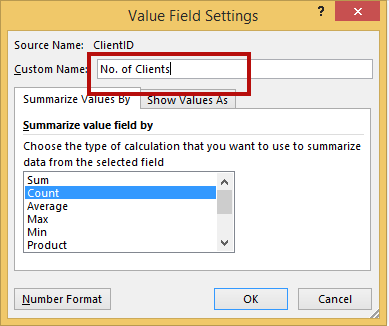 Value Field Settings ? ×
Source Name: ClientID
Custom Name: No. of Clients
Summarize Values By Show Values As
Summarize value field by
Choose the type of calculation that you want to use to summarize
data from the selected field
Sum
Count
Average
Max
Min
Product
Number Format OK Cancel